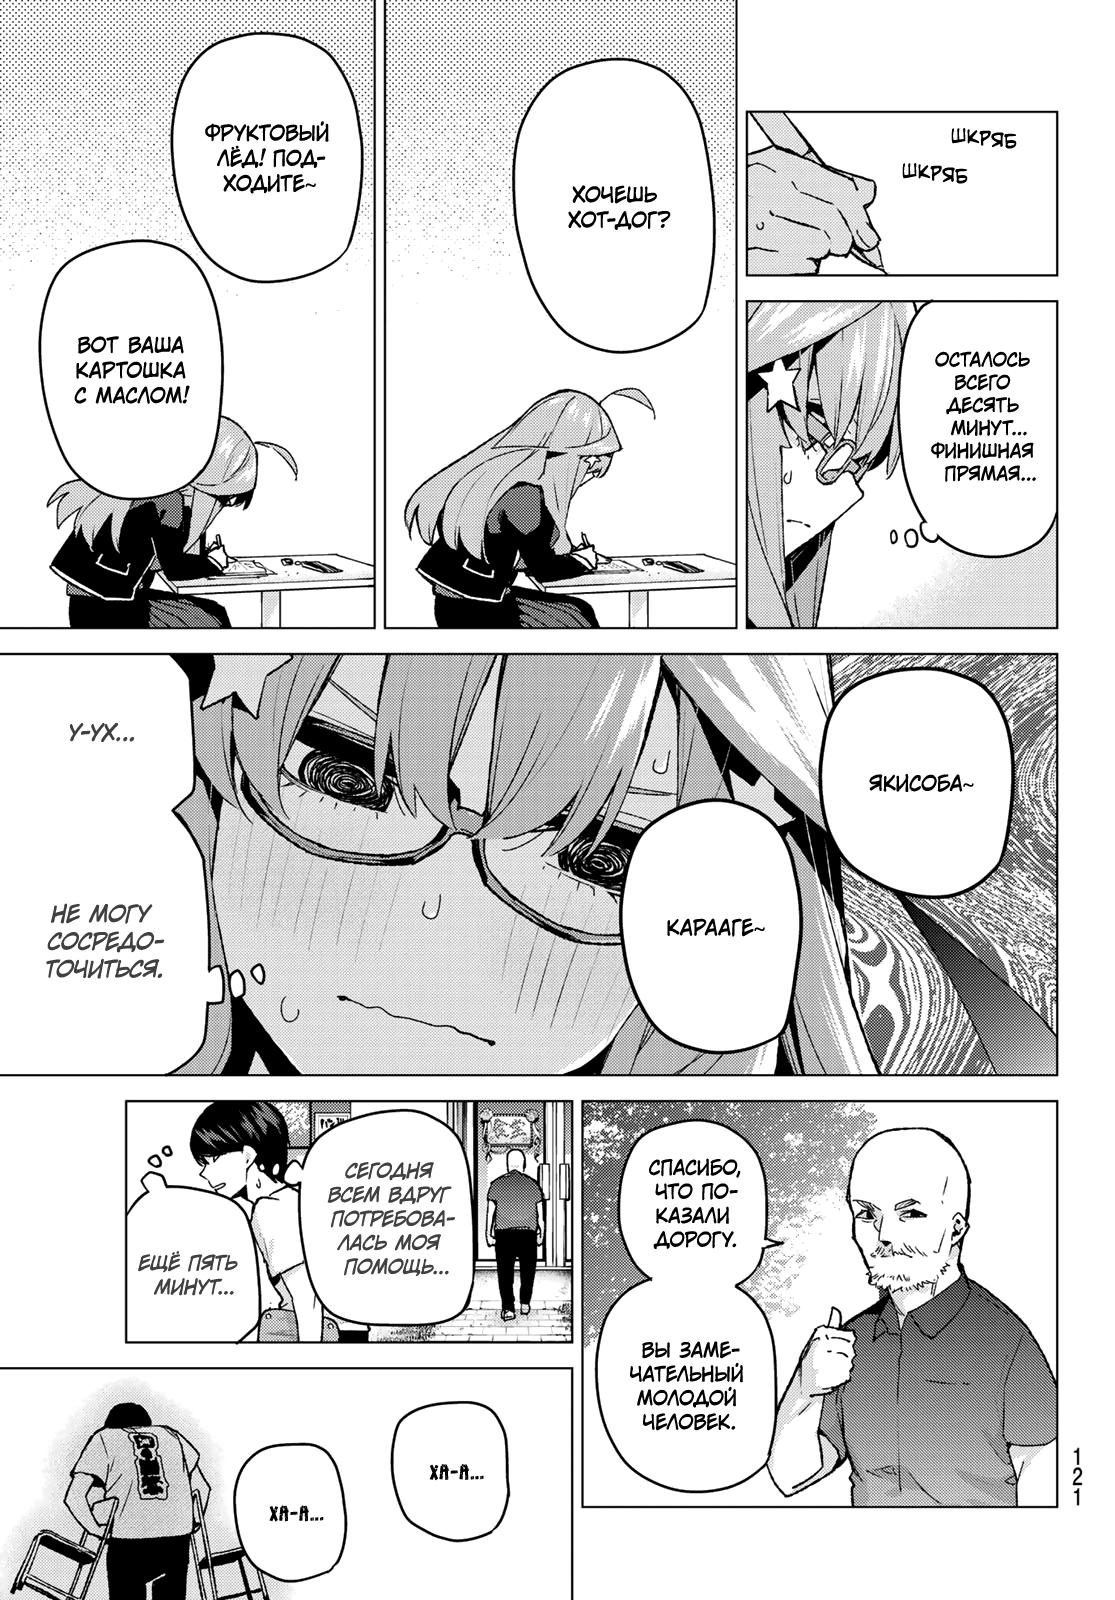 ШКРЯБ
ШКРЯБ
ОСТАЛОСЬ
ВСЕГО
ДЕСЯТЬ
МИНУТ...
ФИНИШНАЯ
ПРЯМАЯ...
ХОЧЕШЬ
ХОТ-ДОГ?
ФРУКТОВЫЙ
ЛЁД! ПОД-
ХОДИТЕ~
ВОТ ВАША
КАРТОШКА
С МАСЛОМ!
ЯКИСОБА~
КАРААГЕ~
У-УХ...
НЕ МОГУ
СОСРЕДО-
ТОЧИТЬСЯ.
СПАСИБО,
ЧТО ПО-
КАЗАЛИ
ДОРОГУ.
ВЫ ЗАМЕ-
ЧАТЕЛЬНЫЙ
МОЛОДОЙ
ЧЕЛОВЕК.
СЕГОДНЯ
ВСЕМ ВДРУГ
ПОТРЕБОВА-
ЛАСЬ МОЯ
ПОМОЩЬ...
ЕЩЁ ПЯТЬ
МИНУТ...
ХА-А...
ХА-А...
121